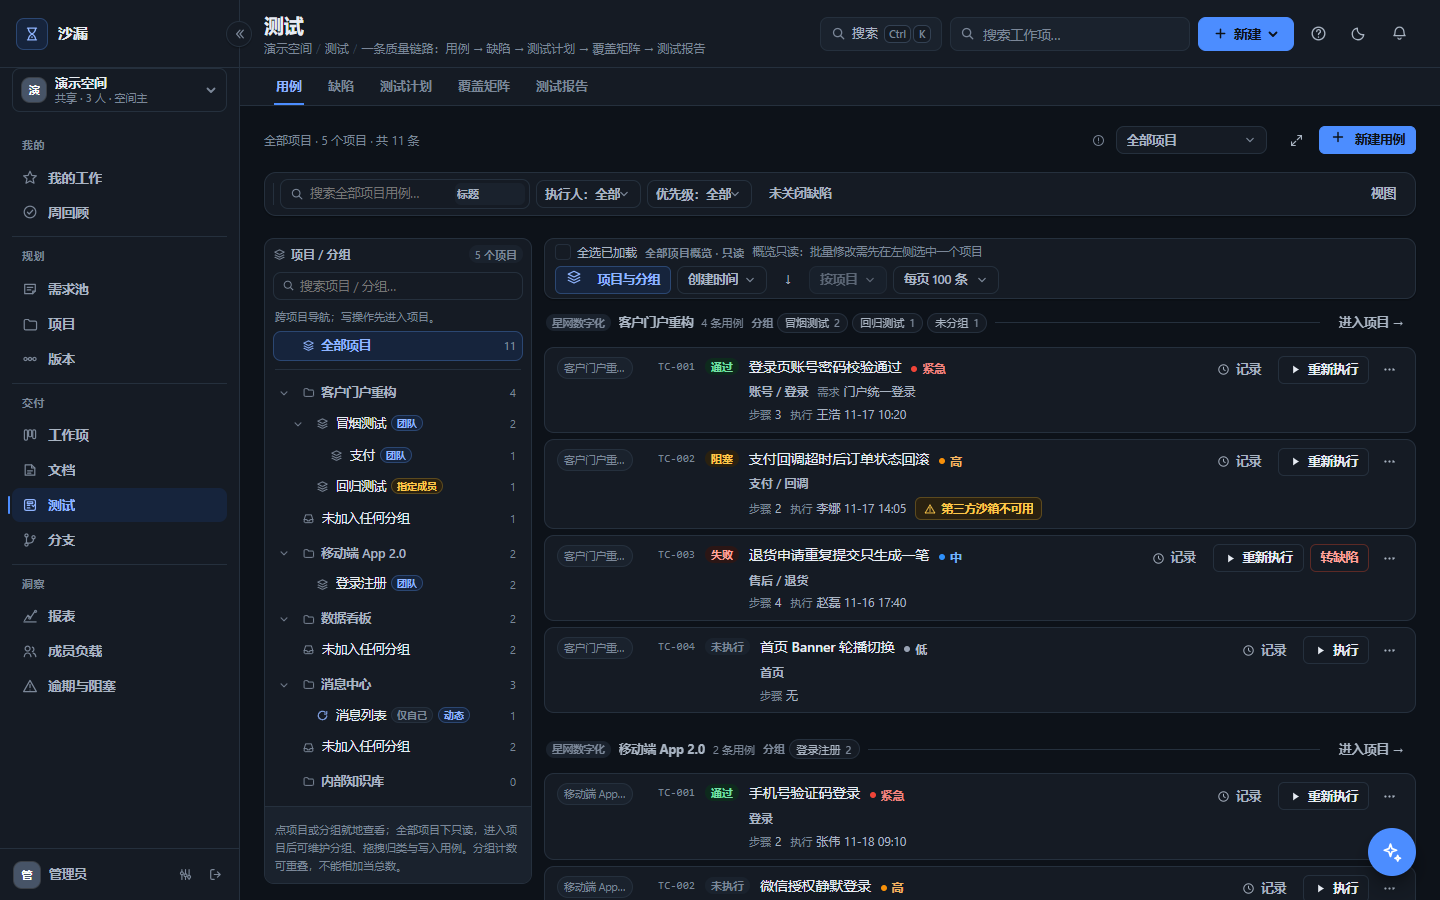 沙漏
演
演示空间
共享 · 3 人 · 空间主
我的
我的工作
周回顾
规划
需求池
项目
版本
交付
工作项
文档
测试
分支
洞察
报表
成员负载
逾期与阻塞
管
管理员
测试
演示空间 / 测试 / 一条质量链路：用例 → 缺陷 → 测试计划 → 覆盖矩阵 → 测试报告
搜索 Ctrl K
搜索工作项...
新建
用例 缺陷 测试计划 覆盖矩阵 测试报告
全部项目 · 5 个项目 · 共 11 条
全部项目
新建用例
搜索全部项目用例... 标题
执行人：全部
优先级：全部
未关闭缺陷
视图
项目 / 分组 5 个项目
搜索项目 / 分组...
跨项目导航；写操作先进入项目。
全部项目 11
客户门户重构 4
冒烟测试 团队 2
支付 团队 1
回归测试 指定成员 1
未加入任何分组 1
移动端 App 2.0 2
登录注册 团队 2
数据看板 2
未加入任何分组 2
消息中心 3
消息列表 仅自己 动态 1
未加入任何分组 2
内部知识库 0
点项目或分组就地查看；全部项目下只读，进入项
目后可维护分组、拖拽归类与写入用例。分组计数
可重叠，不能相加当总数。
全选已加载 全部项目概览 · 只读 概览只读：批量修改需先在左侧选中一个项目
项目与分组 创建时间 ↓ 按项目 每页 100 条
星网数字化 客户门户重构 4 条用例 分组 冒烟测试 2 回归测试 1 未分组 1 进入项目 →
客户门户重... TC-001 通过 登录页账号密码校验通过 紧急 记录 重新执行 ...
账号 / 登录 需求 门户统一登录
步骤 3 执行 王浩 11-17 10:20
客户门户重... TC-002 阻塞 支付回调超时后订单状态回滚 高 记录 重新执行 ...
支付 / 回调
步骤 2 执行 李娜 11-17 14:05 第三方沙箱不可用
客户门户重... TC-003 失败 退货申请重复提交只生成一笔 中 记录 重新执行 转缺陷 ...
售后 / 退货
步骤 4 执行 赵磊 11-16 17:40
客户门户重... TC-004 未执行 首页 Banner 轮播切换 低 记录 执行 ...
首页
步骤 无
星网数字化 移动端 App 2.0 2 条用例 分组 登录注册 2 进入项目 →
移动端 App... TC-001 通过 手机号验证码登录 紧急 记录 重新执行 ...
登录
步骤 2 执行 张伟 11-18 09:10
移动端 App... TC-002 未执行 微信授权静默登录 高 记录 执行 ...